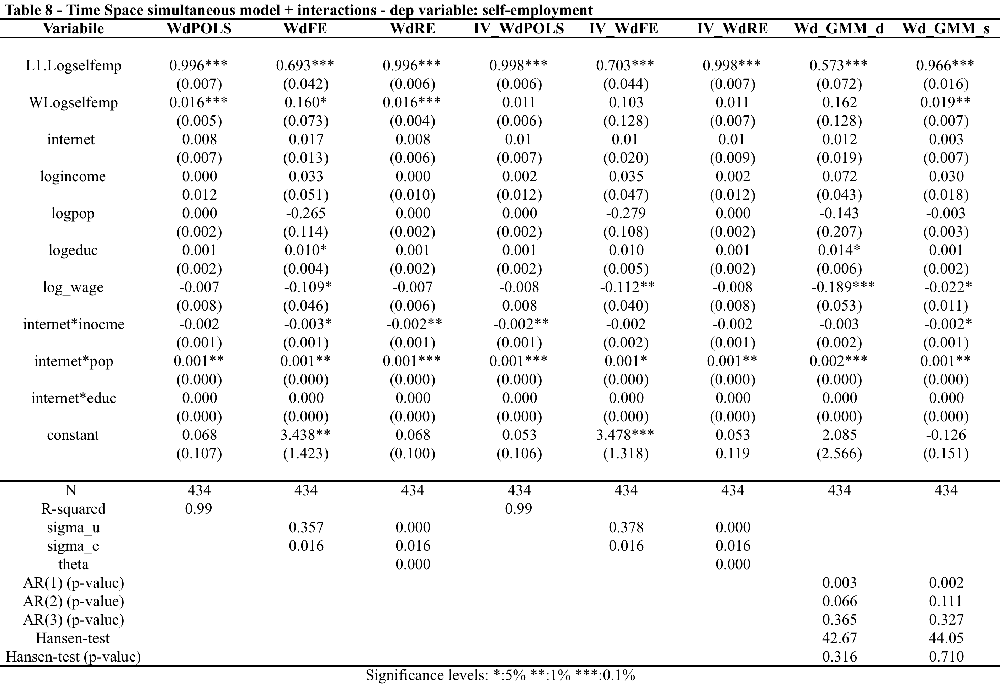 Table 8 - Time Space simultaneous model + interactions - dep variable: self-employment
Variabile WdPOLS WdFE WdRE IV_WdPOLS IV_WdFE IV_WdRE Wd_GMM_d Wd_GMM_s
L1.Logselfemp 0.996*** 0.693*** 0.996*** 0.998*** 0.703*** 0.998*** 0.573*** 0.966***
(0.007) (0.042) (0.006) (0.006) (0.044) (0.007) (0.072) (0.016)
WLogselfemp 0.016*** 0.160* 0.016*** 0.011 0.103 0.011 0.162 0.019**
(0.005) (0.073) (0.004) (0.006) (0.128) (0.007) (0.128) (0.007)
internet 0.008 0.017 0.008 0.01 0.01 0.01 0.012 0.003
(0.007) (0.013) (0.006) (0.007) (0.020) (0.009) (0.019) (0.007)
logincome 0.000 0.033 0.000 0.002 0.035 0.002 0.072 0.030
0.012 (0.051) (0.010) (0.012) (0.047) (0.012) (0.043) (0.018)
logpop 0.000 -0.265 0.000 0.000 -0.279 0.000 -0.143 -0.003
(0.002) (0.114) (0.002) (0.002) (0.108) (0.002) (0.207) (0.003)
logeduc 0.001 0.010* 0.001 0.001 0.010 0.001 0.014* 0.001
(0.002) (0.004) (0.002) (0.002) (0.005) (0.002) (0.006) (0.002)
log_wage -0.007 -0.109* -0.007 -0.008 -0.112** -0.008 -0.189*** -0.022*
(0.008) (0.046) (0.006) 0.008 (0.040) (0.008) (0.053) (0.011)
internet*inocme -0.002 -0.003* -0.002** -0.002** -0.002 -0.002 -0.003 -0.002*
(0.001) (0.001) (0.001) (0.001) (0.002) (0.001) (0.002) (0.001)
internet*pop 0.001** 0.001** 0.001*** 0.001*** 0.001* 0.001** 0.002*** 0.001**
(0.000) (0.000) (0.000) (0.000) (0.000) (0.000) (0.000) (0.000)
internet*educ 0.000 0.000 0.000 0.000 0.000 0.000 0.000 0.000
(0.000) (0.000) (0.000) (0.000) (0.000) (0.000) (0.000) (0.000)
constant 0.068 3.438** 0.068 0.053 3.478*** 0.053 2.085 -0.126
(0.107) (1.423) (0.100) (0.106) (1.318) 0.119 (2.566) (0.151)
N 434 434 434 434 434 434 434 434
R-squared 0.99 0.99
sigma_u 0.357 0.000 0.378 0.000
sigma_e 0.016 0.016 0.016 0.016
theta 0.000 0.000
AR(1) (p-value) 0.003 0.002
AR(2) (p-value) 0.066 0.111
AR(3) (p-value) 0.365 0.327
Hansen-test 42.67 44.05
Hansen-test (p-value) 0.316 0.710
Significance levels: *:5% **:1% ***:0.1%